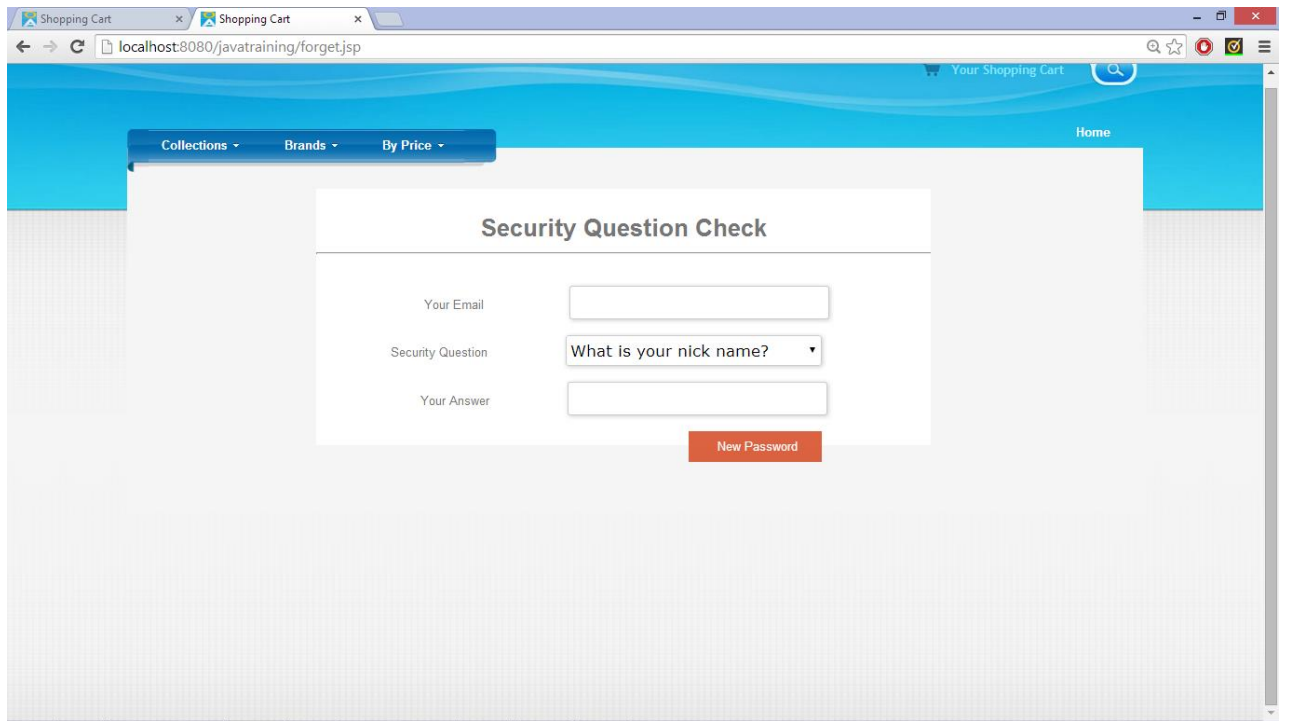 Shopping Cart
Shopping Cart
localhost:8080/javatraining/forget.jsp
Your Shopping Cart
Home
Collections
Brands
By Price
Security Question Check
Your Email
Security Question
What is your nick name?
Your Answer
New Password